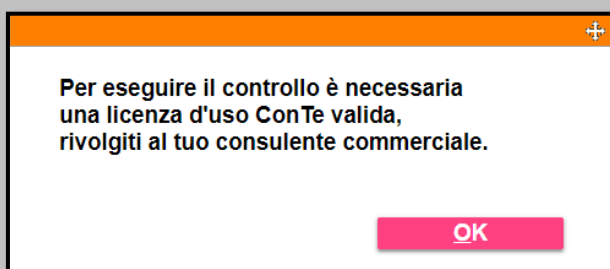 Per eseguire il controllo è necessaria
una licenza d'uso ConTe valida,
rivolgiti al tuo consulente commerciale.
OK